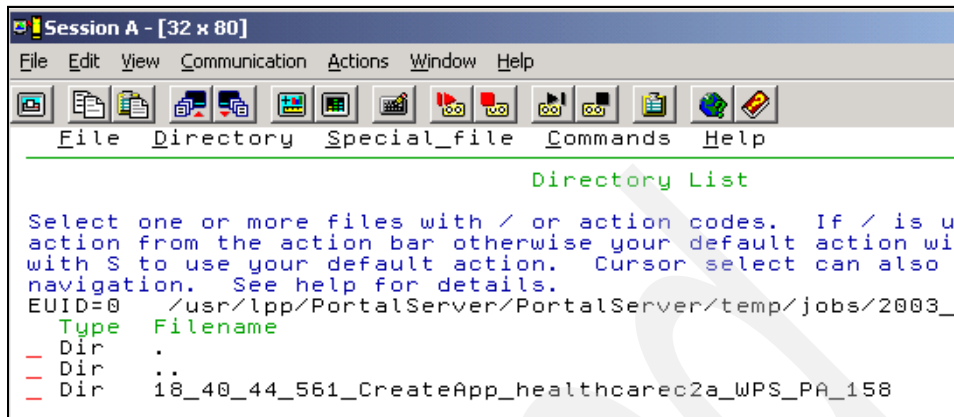 Session A - [32 x 80]
File Edit View Communication Actions Window Help
File Directory Special_file Commands Help
Directory List
Select one or more files with / or action codes. If / is u
action from the action bar otherwise your default action wi
with S to use your default action. Cursor select can also
navigation. See help for details.
EUID=0 /usr/lpp/PortalServer/PortalServer/temp/jobs/2003_
Type Filename
_ Dir .
_ Dir ..
_ Dir 18_40_44_561_CreateApp_healthcarec2a_WPS_PA_158